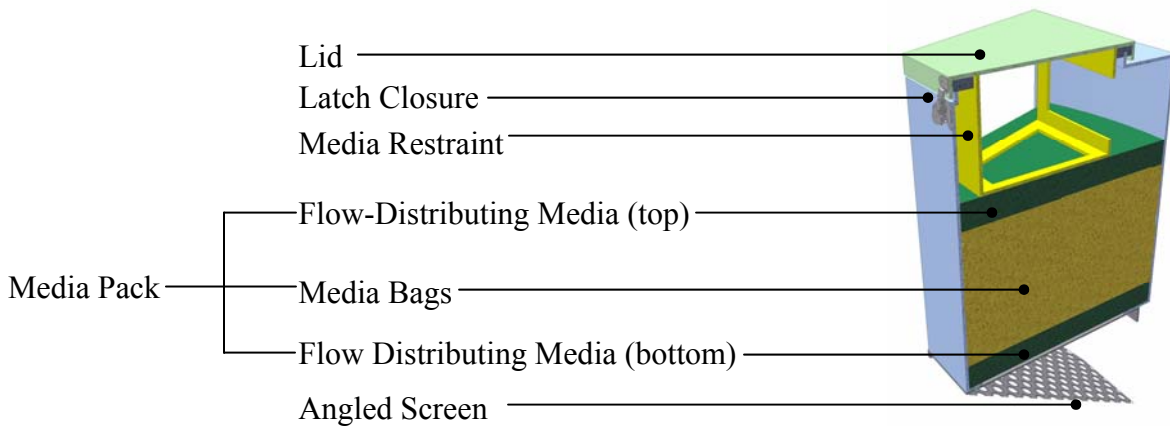 Lid
Latch Closure
Media Restraint
Flow-Distributing Media (top)
Media Pack
Media Bags
Flow Distributing Media (bottom)
Angled Screen